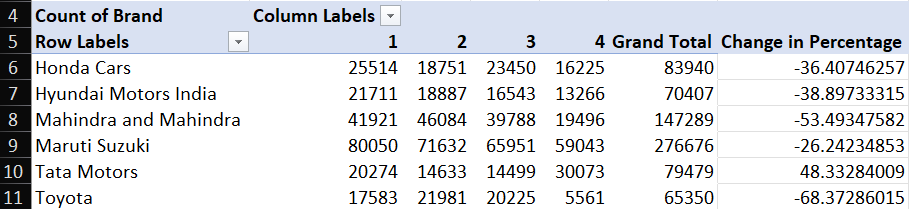 4 Count of Brand Column Labels
5 Row Labels 1 2 3 4 Grand Total Change in Percentage
6 Honda Cars 25514 18751 23450 16225 83940 -36.40746257
7 Hyundai Motors India 21711 18887 16543 13266 70407 -38.89733315
8 Mahindra and Mahindra 41921 46084 39788 19496 147289 -53.49347582
9 Maruti Suzuki 80050 71632 65951 59043 276676 -26.24234853
10 Tata Motors 20274 14633 14499 30073 79479 48.33284009
11 Toyota 17583 21981 20225 5561 65350 -68.37286015